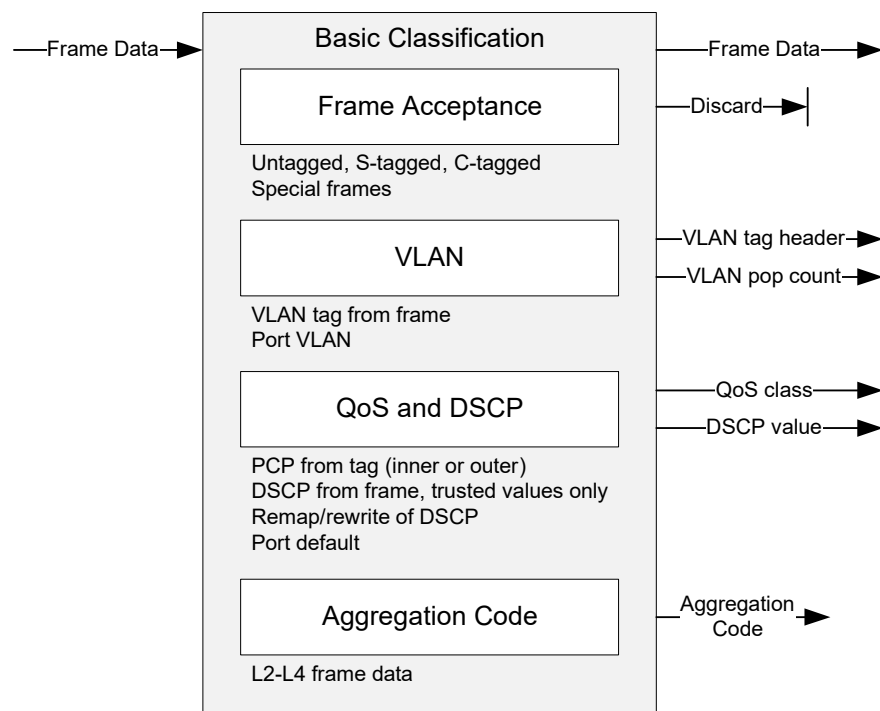 Basic Classification
Frame Data
Frame Data
Frame Acceptance
Discard
Untagged, S-tagged, C-tagged
Special frames
VLAN
VLAN tag header
VLAN pop count
VLAN tag from frame
Port VLAN
QoS and DSCP
QoS class
DSCP value
PCP from tag (inner or outer)
DSCP from frame, trusted values only
Remap/rewrite of DSCP
Port default
Aggregation Code
Aggregation
Code
L2-L4 frame data